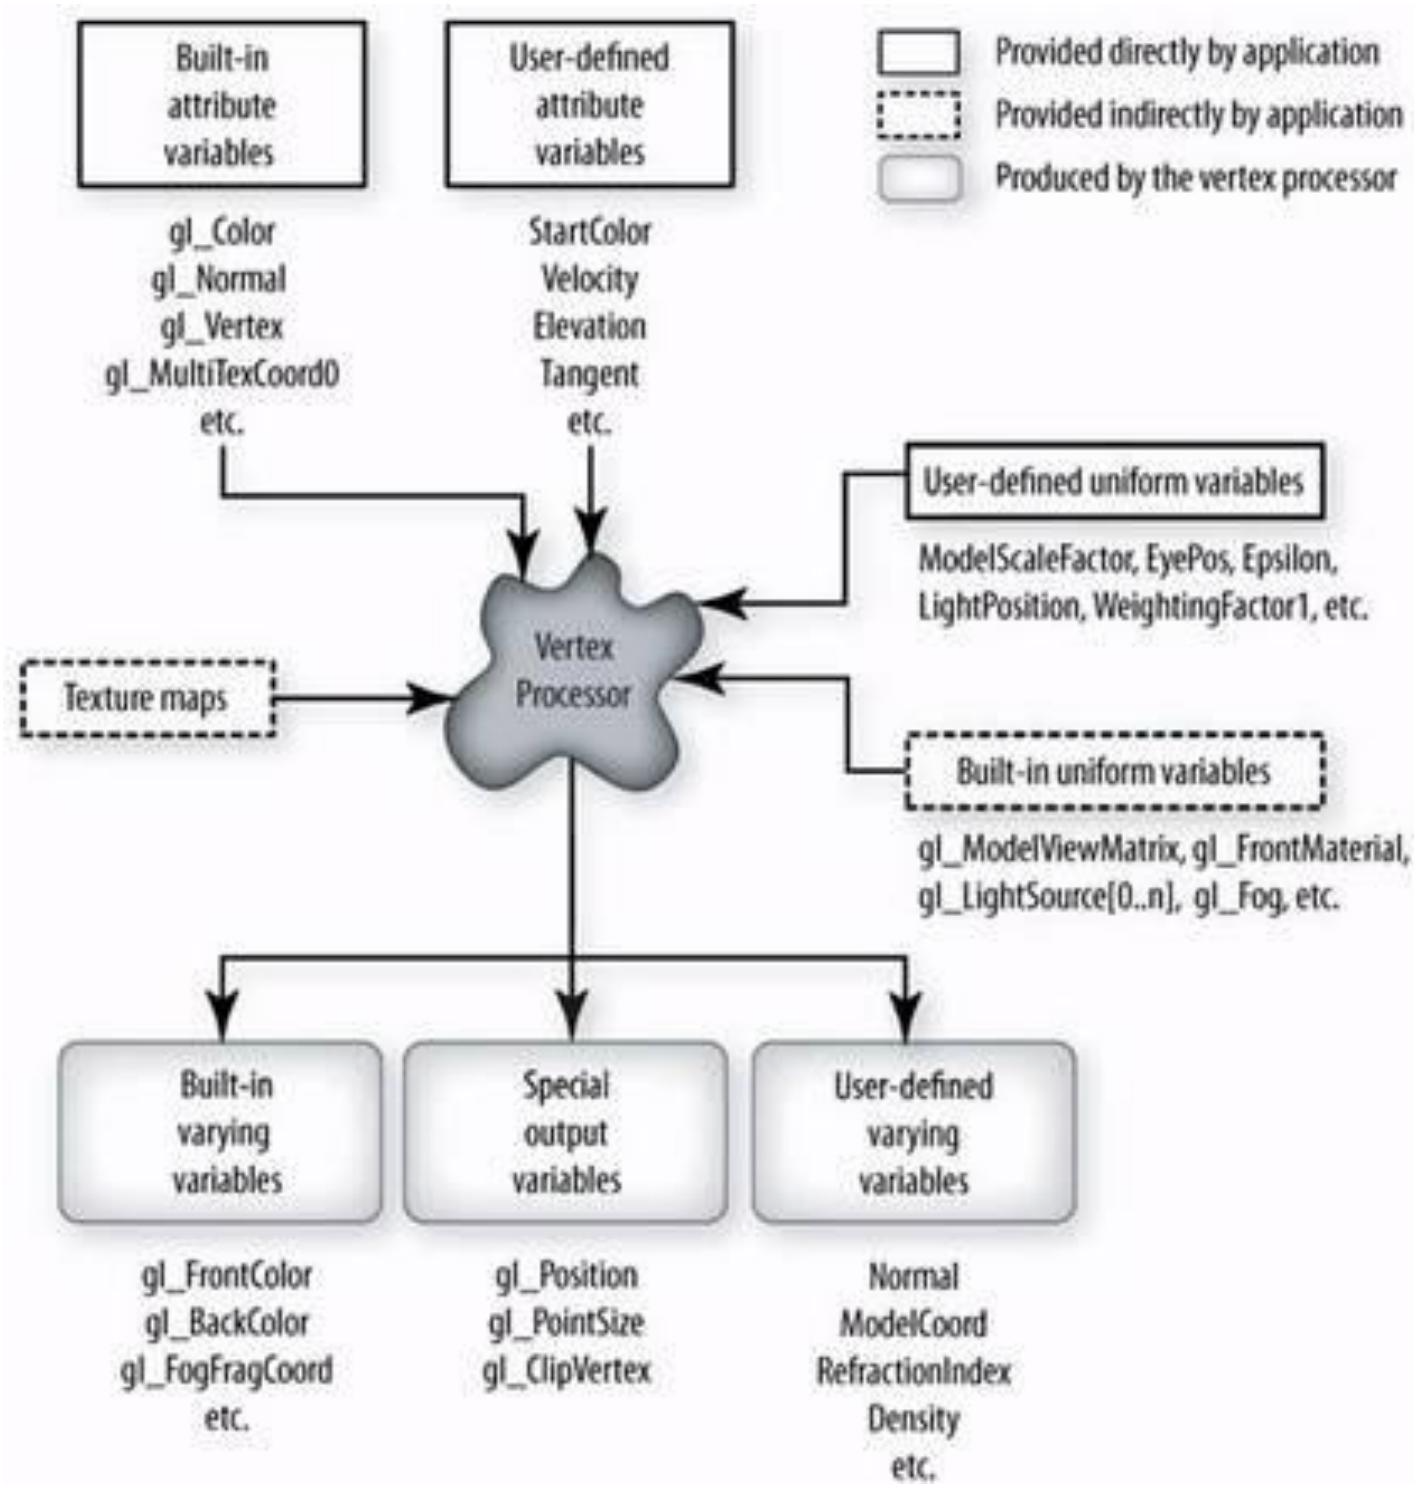 Built-in
attribute
variables
gl_Color
gl_Normal
gl_Vertex
gl_MultiTexCoord0
etc.
User-defined
attribute
variables
StartColor
Velocity
Elevation
Tangent
etc.
Provided directly by application
Provided indirectly by application
Produced by the vertex processor
User-defined uniform variables
ModelScaleFactor, EyePos, Epsilon,
LightPosition, WeightingFactor1, etc.
Vertex
Processor
Texture maps
Built-in uniform variables
gl_ModelViewMatrix, gl_FrontMaterial,
gl_LightSource[0..n], gl_Fog, etc.
Built-in
varying
variables
gl_FrontColor
gl_BackColor
gl_FogFragCoord
etc.
Special
output
variables
gl_Position
gl_PointSize
gl_ClipVertex
User-defined
varying
variables
Normal
ModelCoord
RefractionIndex
Density
etc.